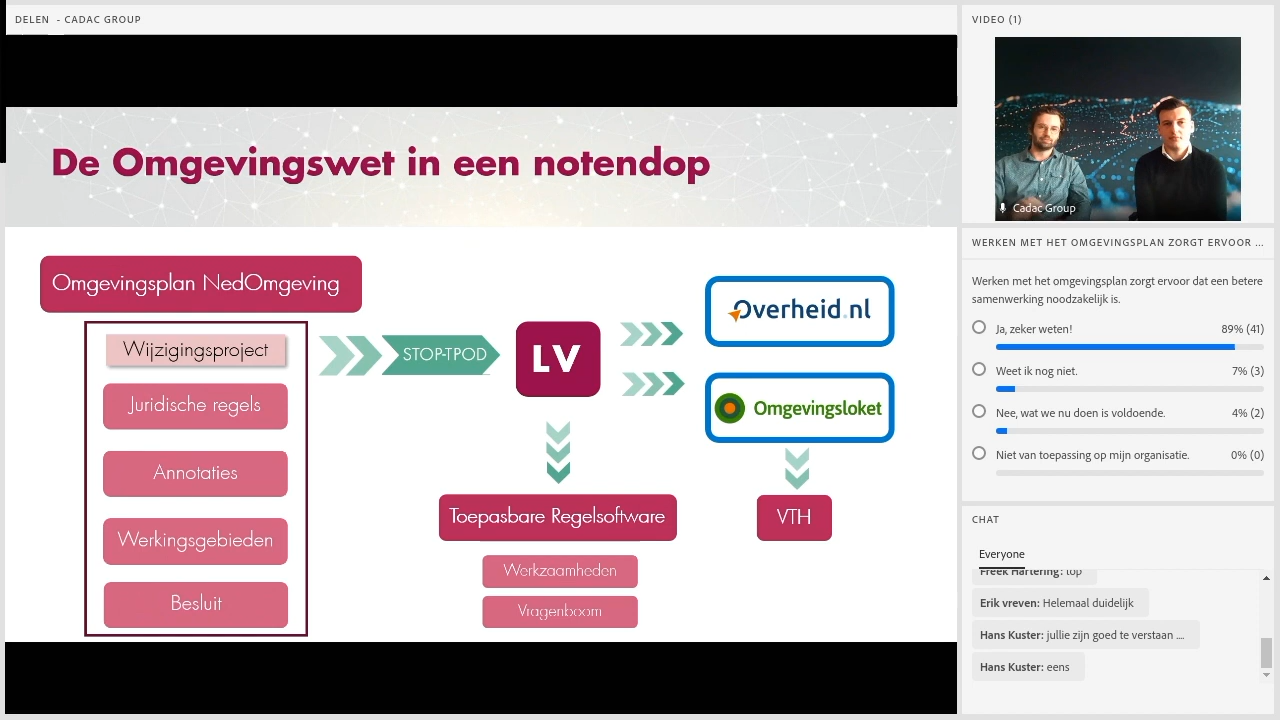 DELEN - CADAC GROUP
De Omgevingswet in een notendop
Omgevingsplan NedOmgeving
Wijzigingsproject
Juridische regels
Annotaties
Werkingsgebieden
Besluit
STOP-TPOD
LV
Overheid.nl
Omgevingsloket
Toepasbare Regelsoftware
Werkzaamheden
Vragenboom
VTH
VIDEO (1)
Cadac Group
WERKEN MET HET OMGEVINGSPLAN ZORGT ERVOOR ...
Werken met het omgevingsplan zorgt ervoor dat een betere
samenwerking noodzakelijk is.
Ja, zeker weten! 89% (41)
Weet ik nog niet. 7% (3)
Nee, wat we nu doen is voldoende. 4% (2)
Niet van toepassing op mijn organisatie. 0% (0)
CHAT
Everyone
Freek Hartering: top
Erik vreven: Helemaal duidelijk
Hans Kuster: jullie zijn goed te verstaan ....
Hans Kuster: eens